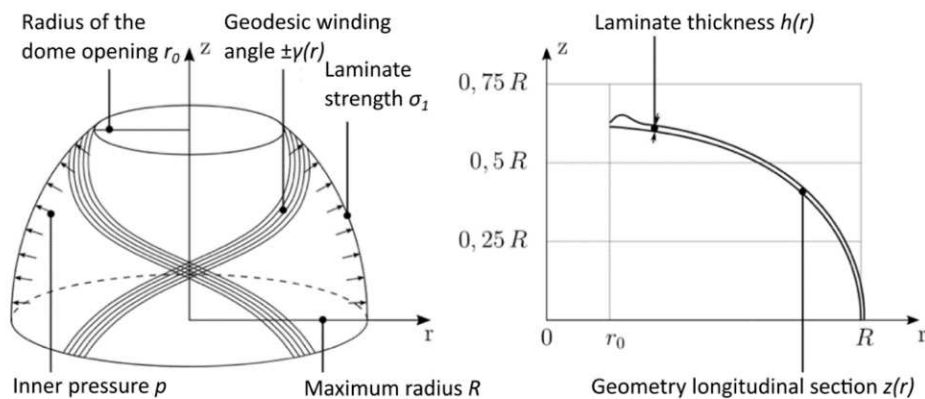 Radius of the
dome opening r₀
z
Geodesic winding
angle ±γ(r)
Laminate
strength σ₁
r
Inner pressure p
Maximum radius R
Laminate thickness h(r)
z
0, 75 R
0, 5 R
0, 25 R
0
r₀
R
r
Geometry longitudinal section z(r)